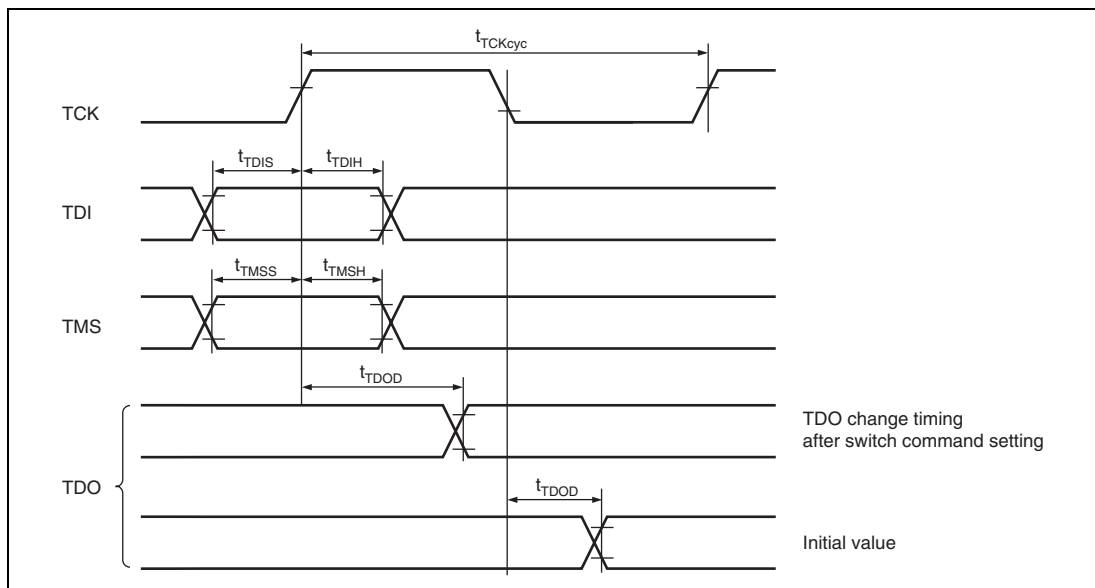 tTCKcyc
TCK
tTDIS
tTDIH
TDI
tTMSS
tTMSH
TMS
tTDOD
TDO change timing
after switch command setting
TDO
tTDOD
Initial value